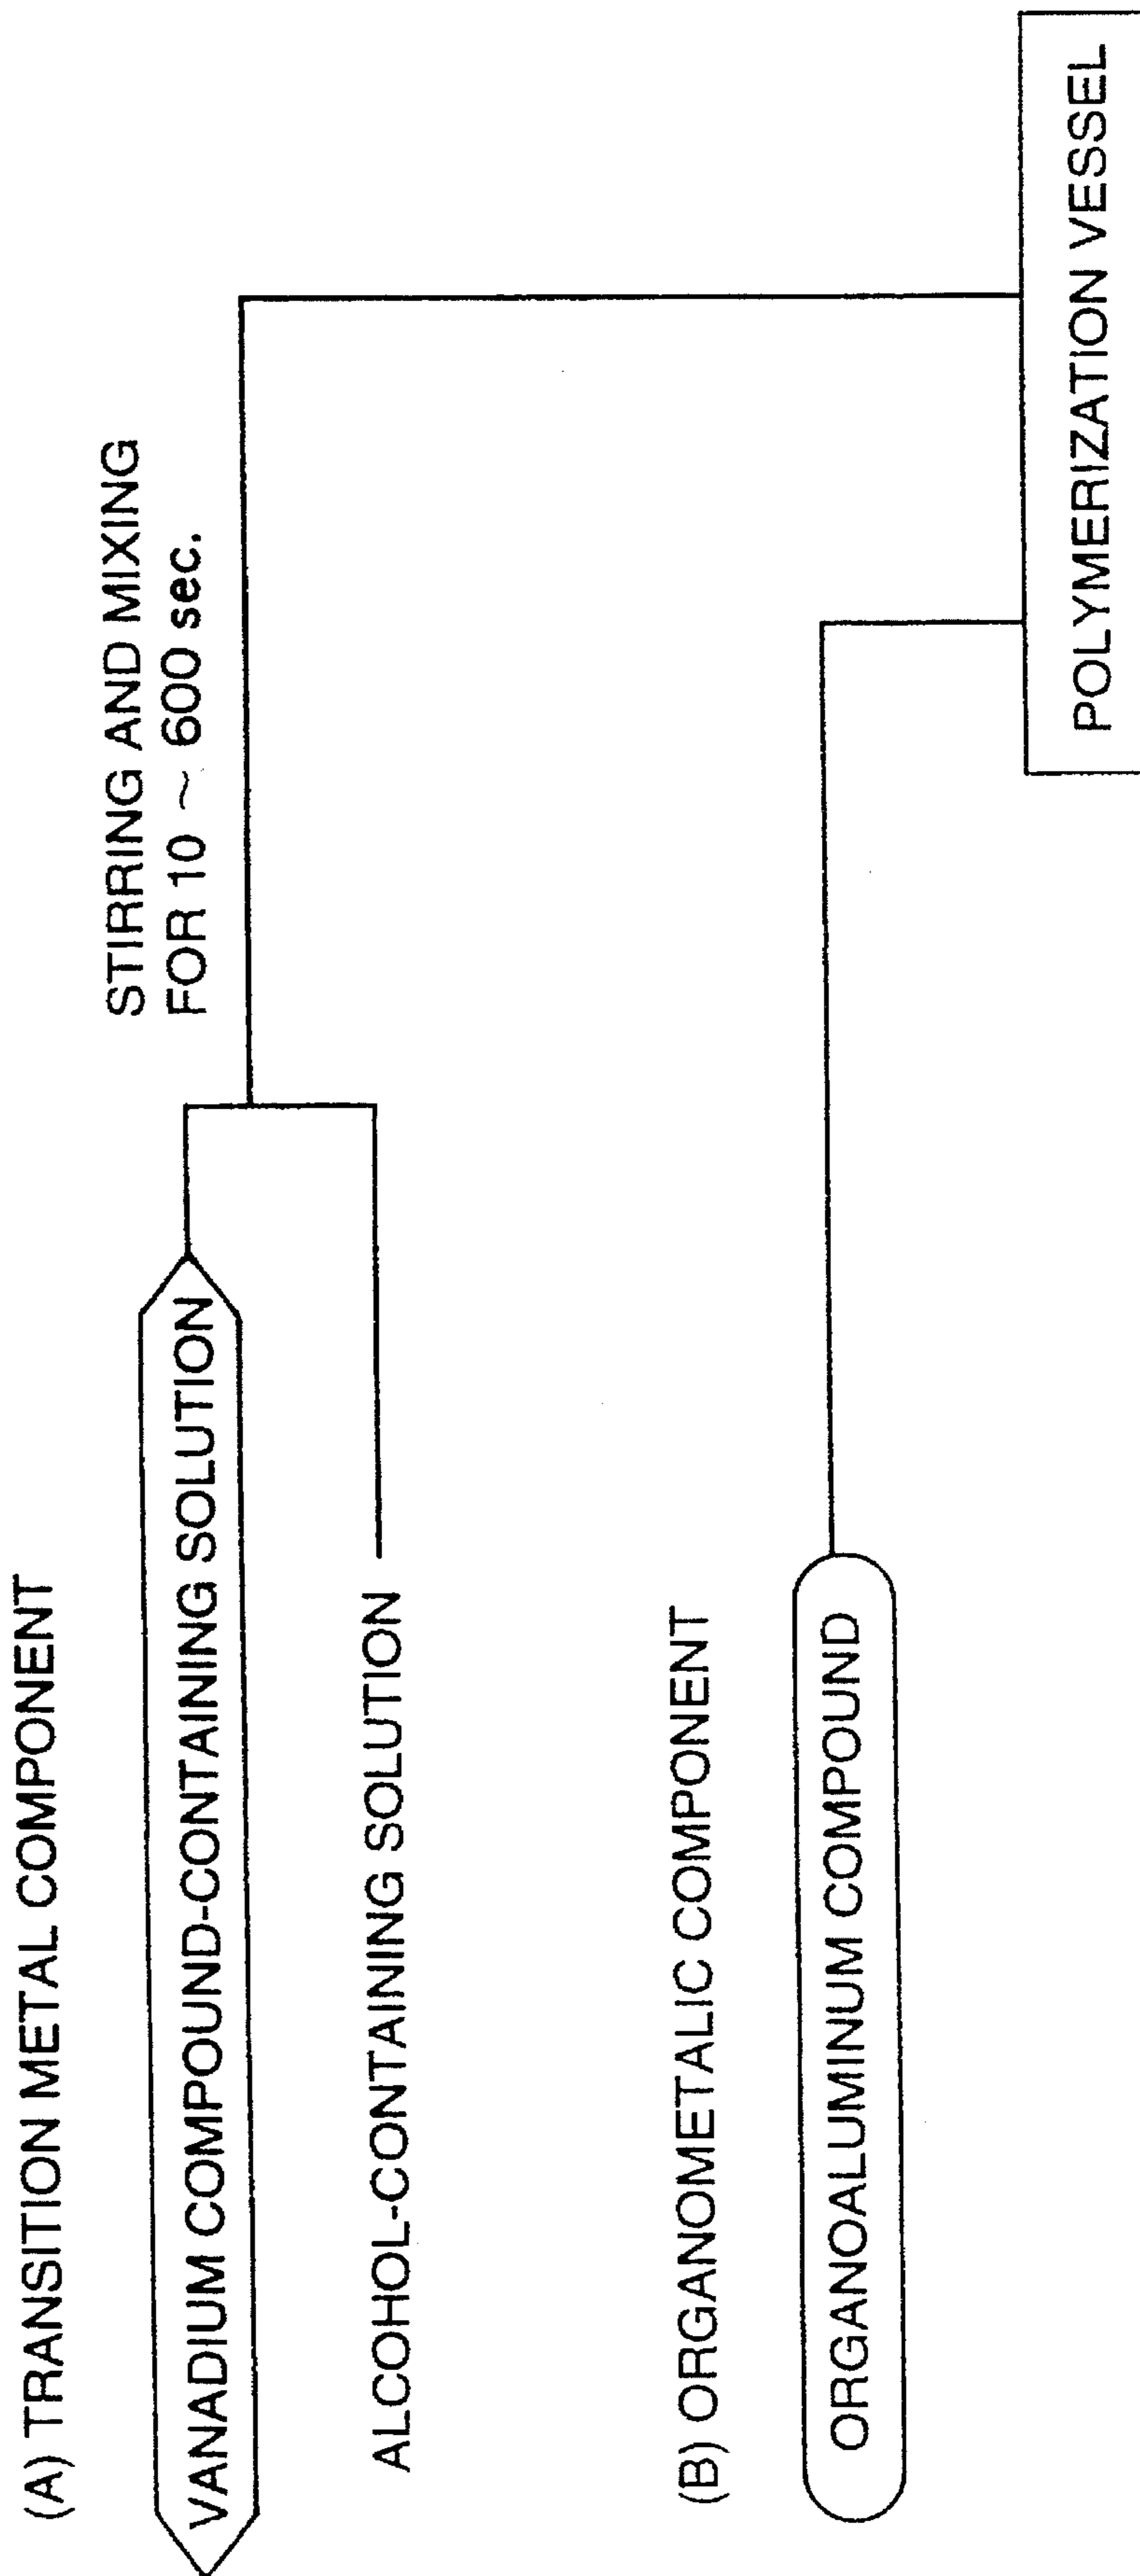 (A) TRANSITION METAL COMPONENT
VANADIUM COMPOUND-CONTAINING SOLUTION
STIRRING AND MIXING
FOR 10 ~ 600 sec.
ALCOHOL-CONTAINING SOLUTION
(B) ORGANOMETALIC COMPONENT
ORGANOALUMINUM COMPOUND
POLYMERIZATION VESSEL